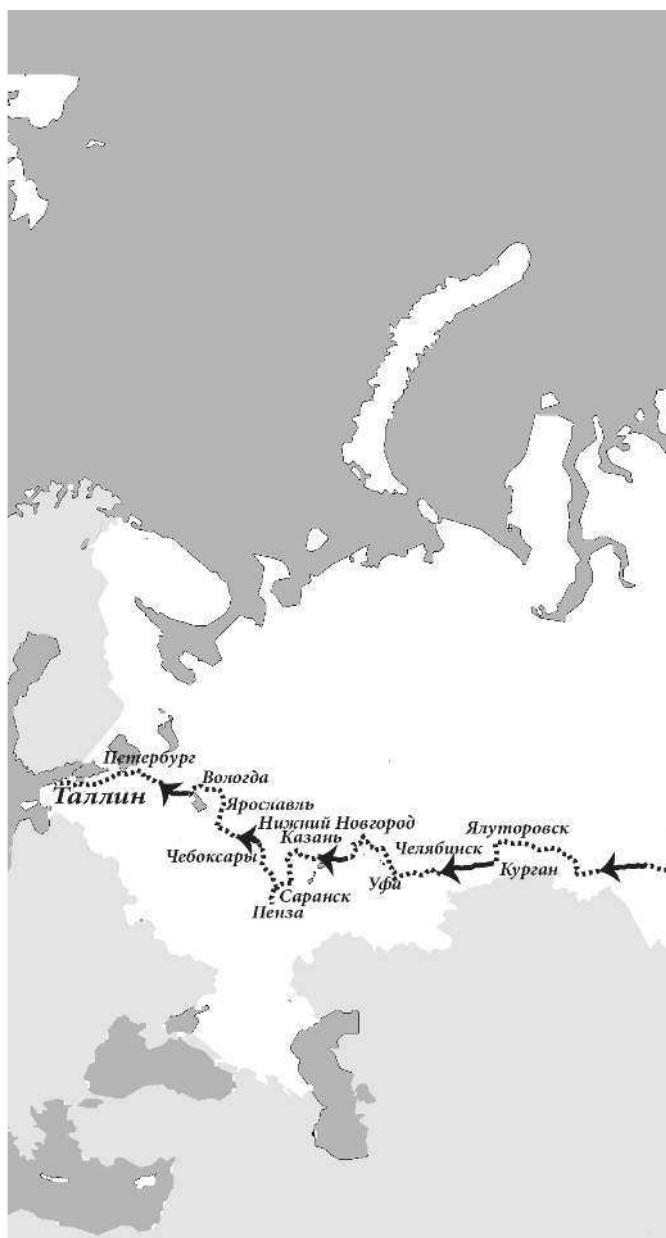 Петербург
Вологда
Таллин
Ярославль
Нижний Новгород
Казань
Чебоксары
Саранск
Пенза
Ялуторовск
Челябинск
Курган
Уфа